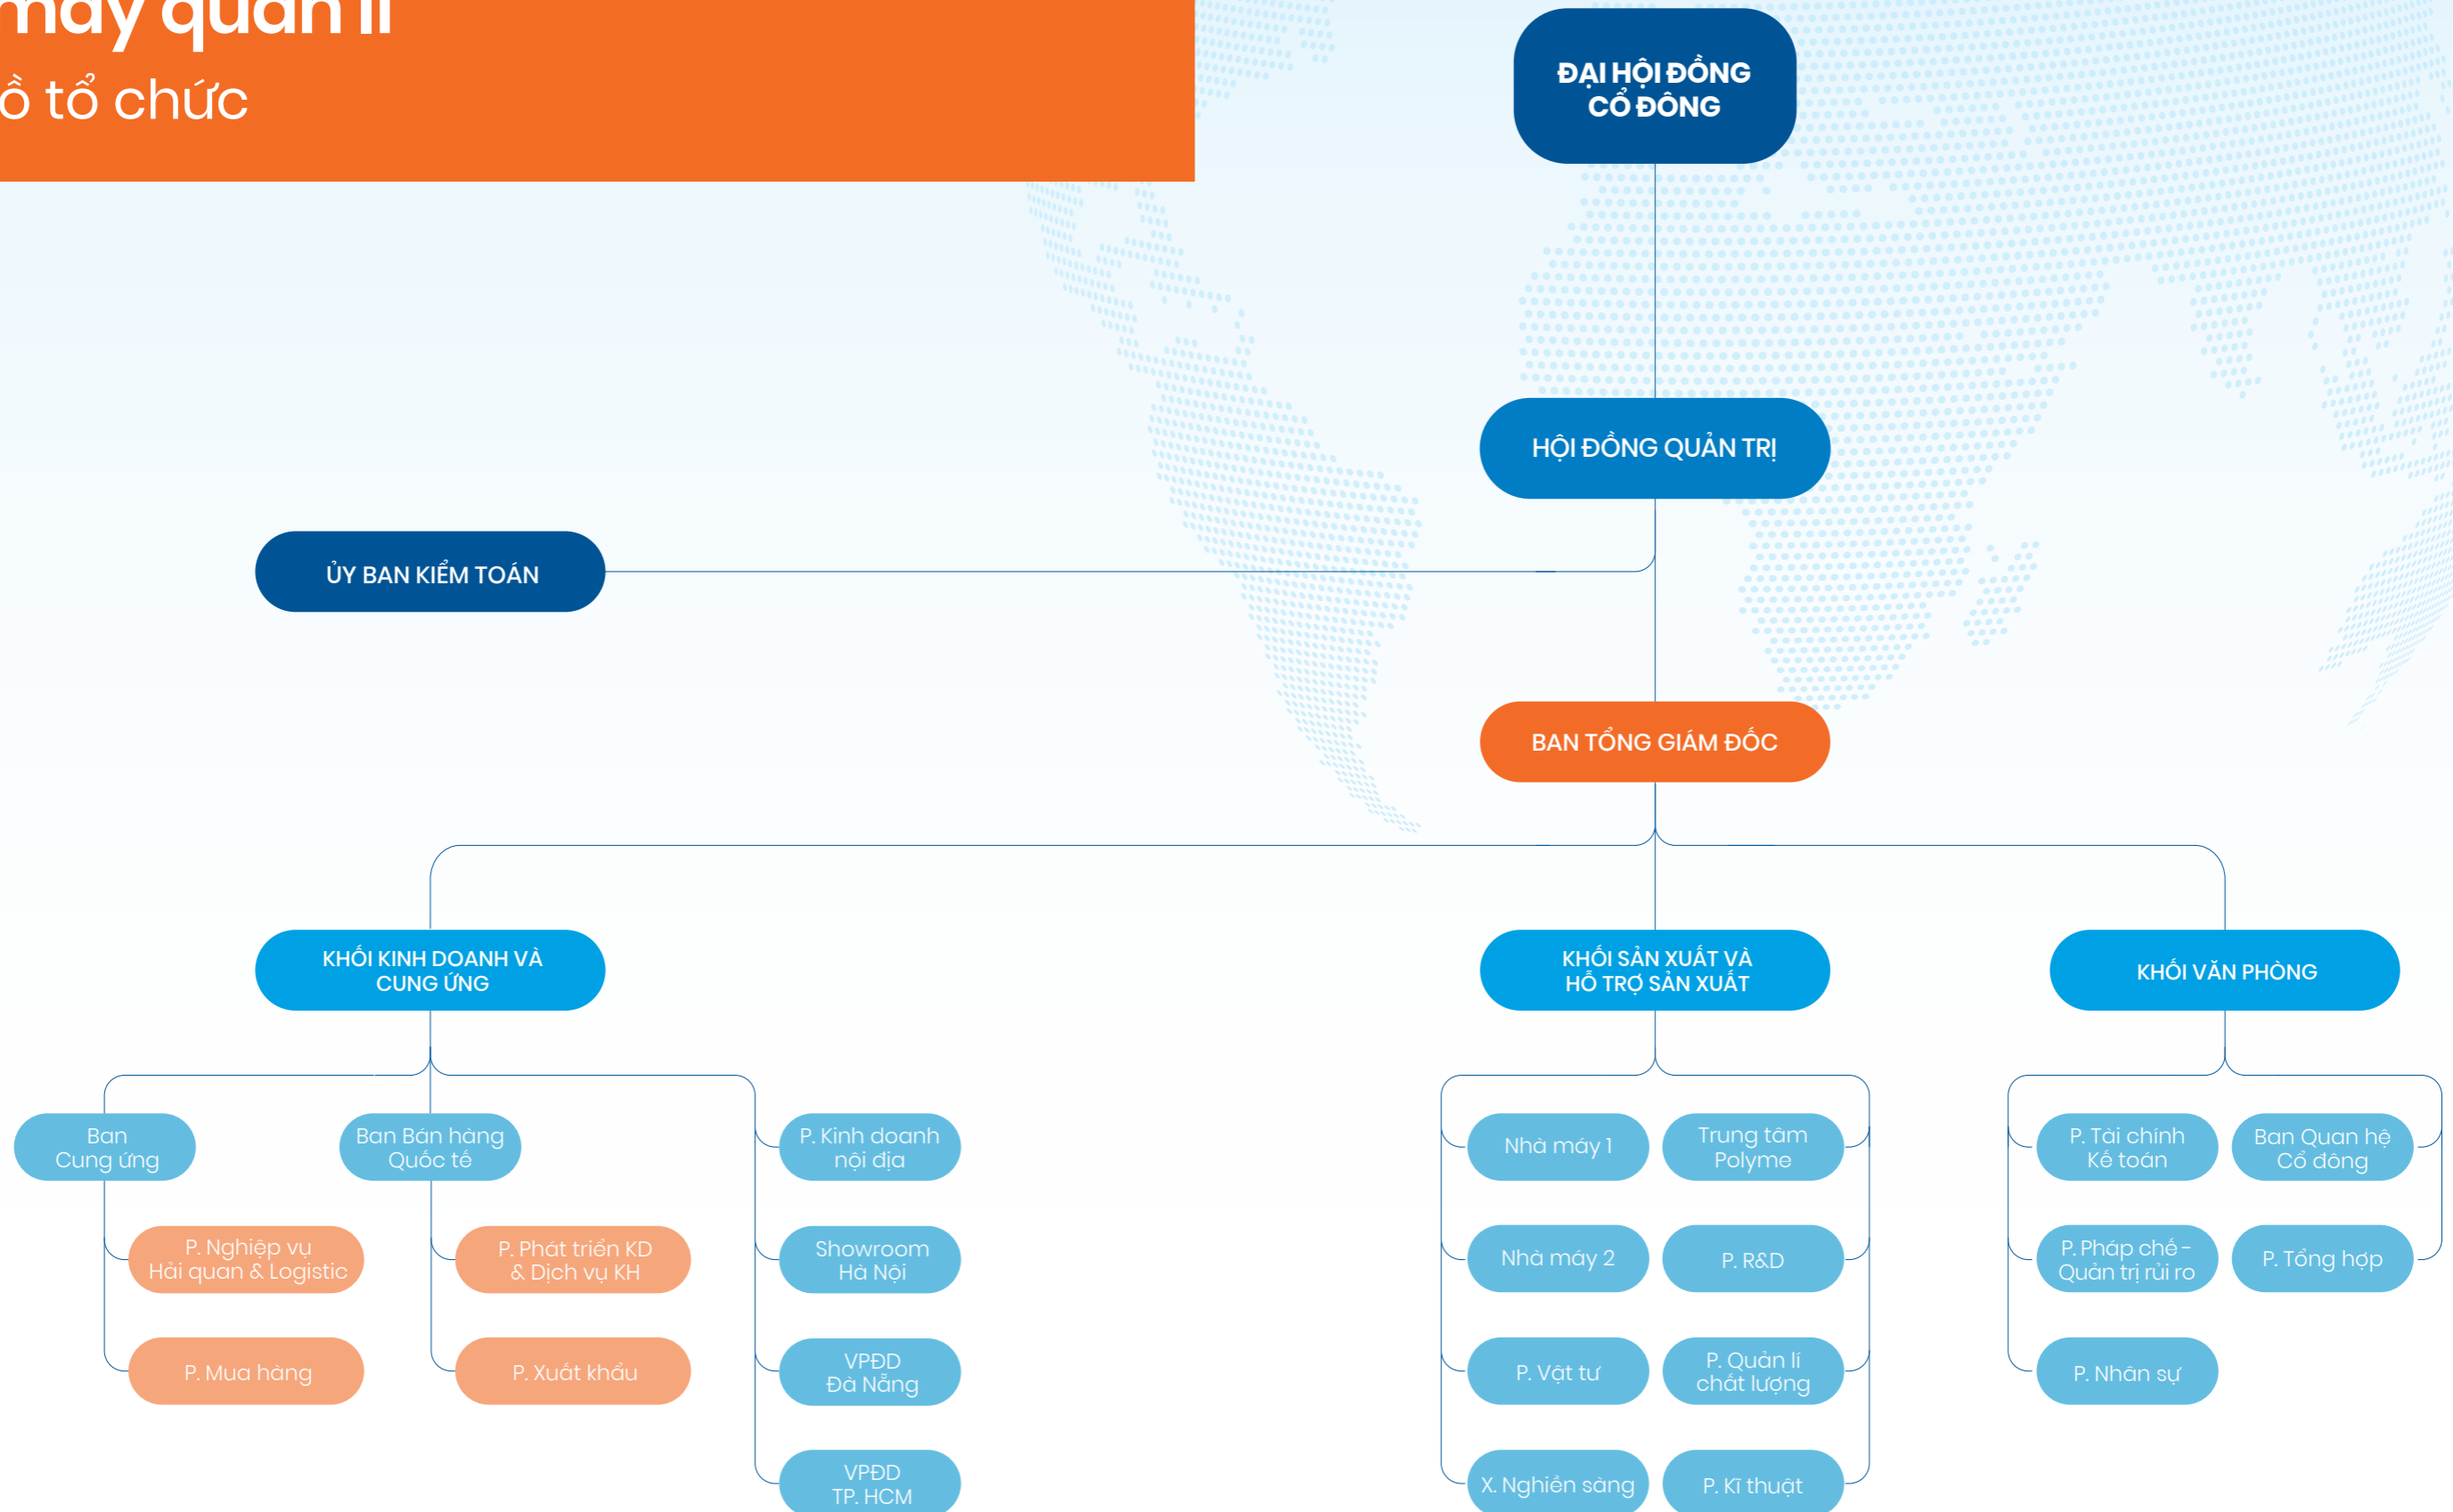 máy quản lí
ồ tổ chức
ĐẠI HỘI ĐỒNG
CỔ ĐÔNG
HỘI ĐỒNG QUẢN TRỊ
ỦY BAN KIỂM TOÁN
BAN TỔNG GIÁM ĐỐC
KHỐI KINH DOANH VÀ
CUNG ỨNG
KHỐI SẢN XUẤT VÀ
HỖ TRỢ SẢN XUẤT
KHỐI VĂN PHÒNG
Ban
Cung ứng
P. Nghiệp vụ
Hải quan & Logistic
P. Mua hàng
Ban Bán hàng
Quốc tế
P. Phát triển KD
& Dịch vụ KH
P. Xuất khẩu
P. Kinh doanh
nội địa
Showroom
Hà Nội
VPĐD
Đà Nẵng
VPĐD
TP. HCM
Nhà máy 1
Nhà máy 2
P. Vật tư
X. Nghiền sàng
Trung tâm
Polyme
P. R&D
P. Quản lí
chất lượng
P. Kĩ thuật
P. Tài chính
Kế toán
P. Pháp chế -
Quản trị rủi ro
P. Nhân sự
Ban Quan hệ
Cổ đông
P. Tổng hợp